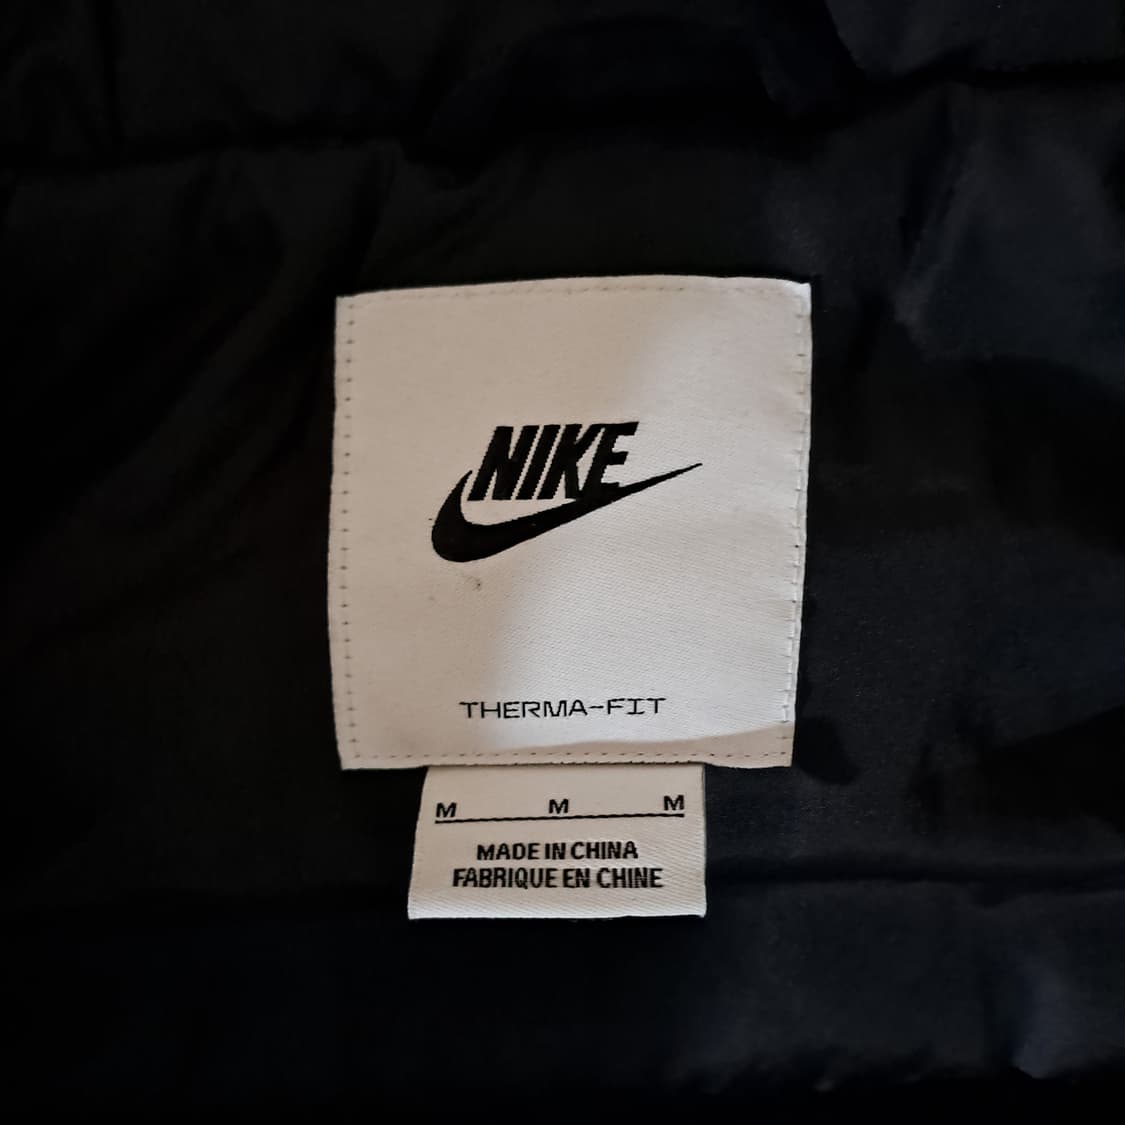 NIKE
THERMA-FIT
M M M
MADE IN CHINA
FABRIQUE EN CHINE